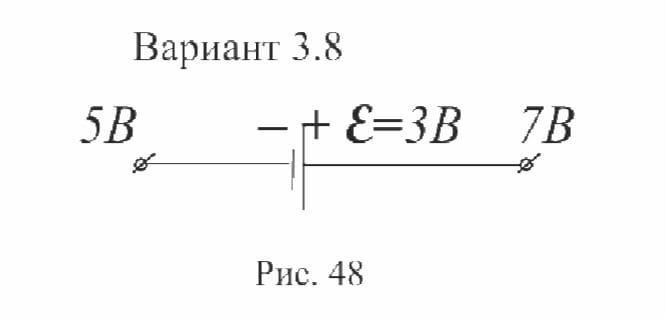 Вариант 3.8
5В – + ℰ=3В 7В
Рис. 48